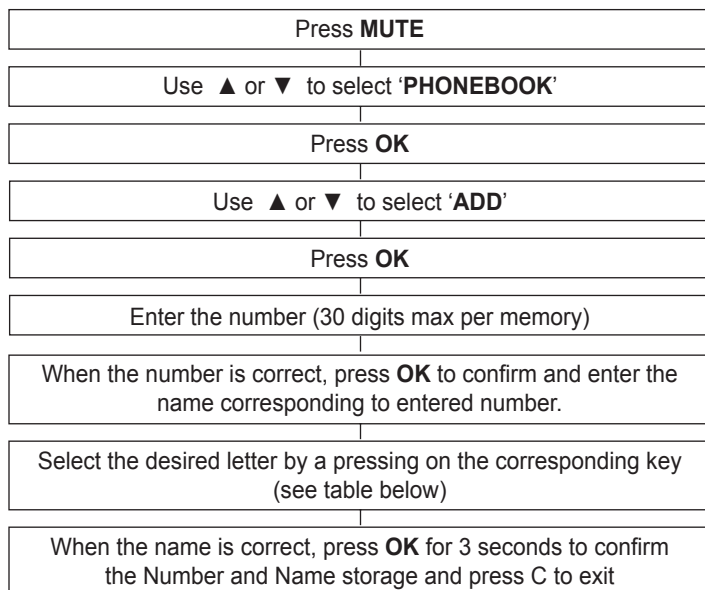 Press MUTE
Use ▲ or ▼ to select ‘PHONEBOOK’
Press OK
Use ▲ or ▼ to select ‘ADD’
Press OK
Enter the number (30 digits max per memory)
When the number is correct, press OK to confirm and enter the
name corresponding to entered number.
Select the desired letter by a pressing on the corresponding key
(see table below)
When the name is correct, press OK for 3 seconds to confirm
the Number and Name storage and press C to exit